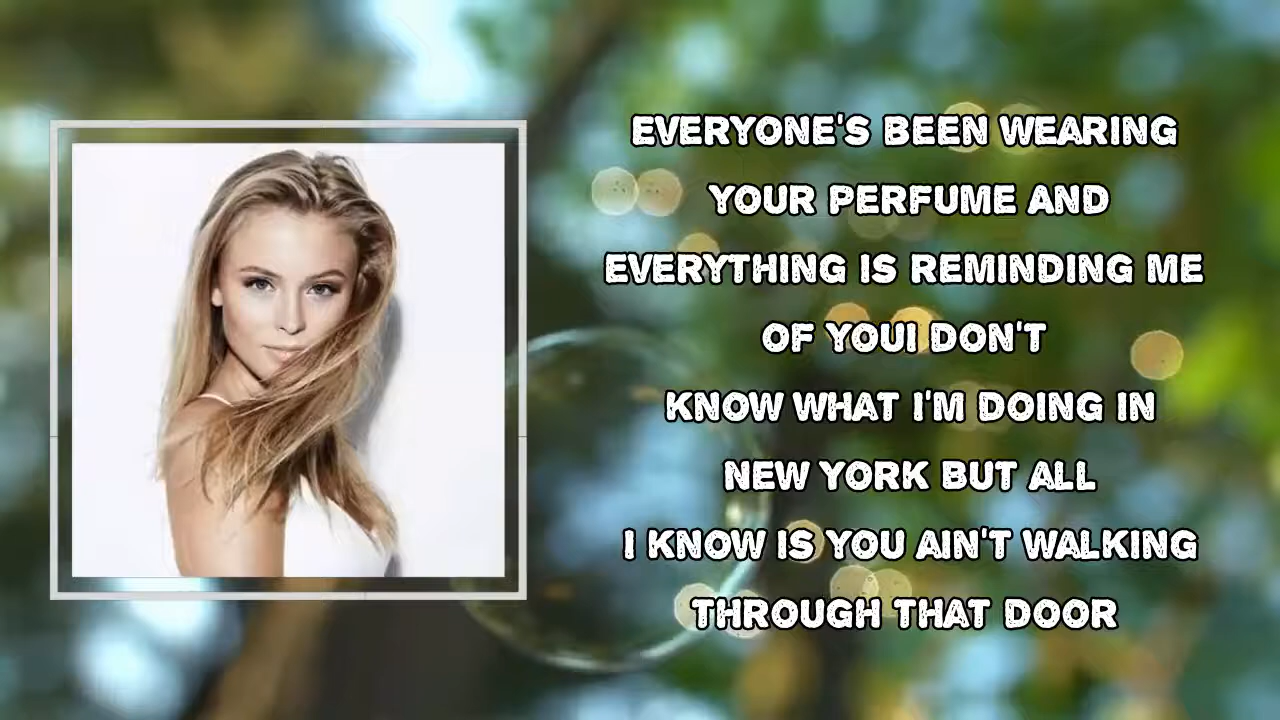 EVERYONE'S BEEN WEARING
YOUR PERFUME AND
EVERYTHING IS REMINDING ME
OF YOUI DON'T
KNOW WHAT I'M DOING IN
NEW YORK BUT ALL
I KNOW IS YOU AIN'T WALKING
THROUGH THAT DOOR